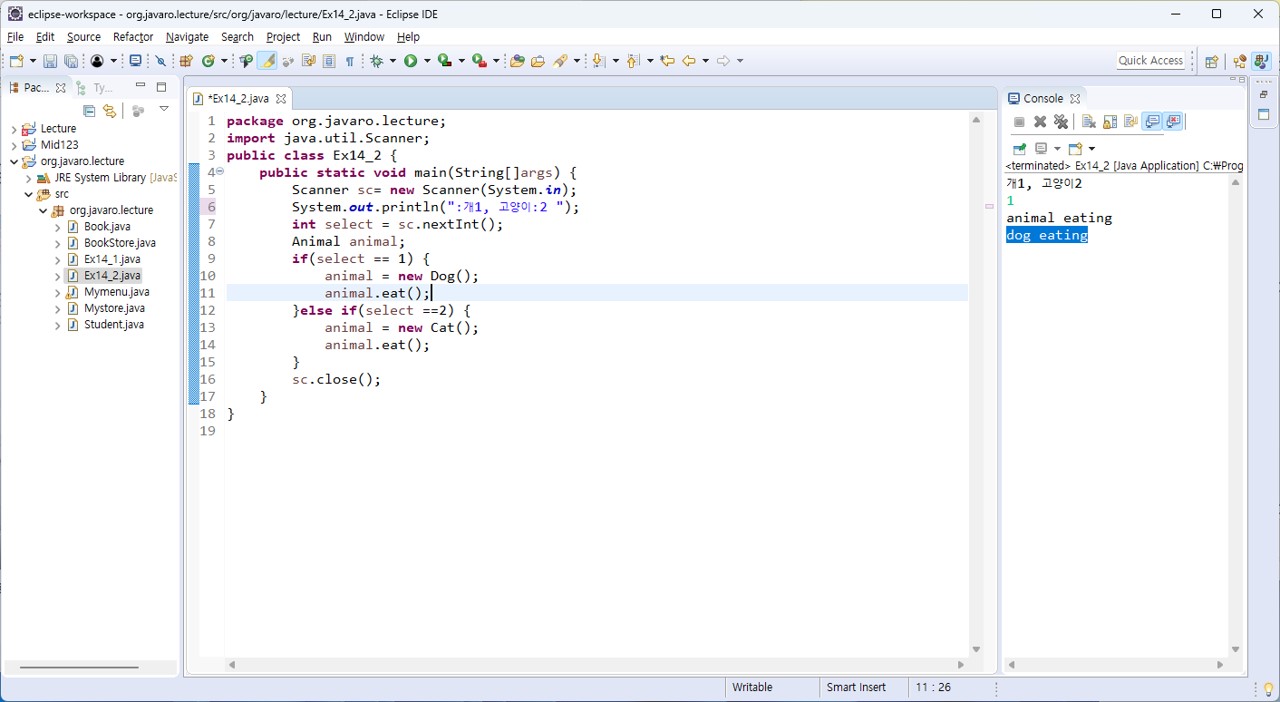 eclipse-workspace - org.javaro.lecture/src/org/javaro/lecture/Ex14_2.java - Eclipse IDE
File Edit Source Refactor Navigate Search Project Run Window Help
Quick Access
Pac...
Ty...
Lecture
Mid123
org.javaro.lecture
JRE System Library [JavaS
src
org.javaro.lecture
Book.java
BookStore.java
Ex14_1.java
Ex14_2.java
Mymenu.java
Mystore.java
Student.java
*Ex14_2.java
1 package org.javaro.lecture;
2 import java.util.Scanner;
3 public class Ex14_2 {
4 public static void main(String[]args) {
5 Scanner sc= new Scanner(System.in);
6 System.out.println(":개1, 고양이:2 ");
7 int select = sc.nextInt();
8 Animal animal;
9 if(select == 1) {
10 animal = new Dog();
11 animal.eat();
12 }else if(select ==2) {
13 animal = new Cat();
14 animal.eat();
15 }
16 sc.close();
17 }
18 }
19
Console
<terminated> Ex14_2 [Java Application] C:₩Prog
개1, 고양이2
1
animal eating
dog eating
Writable
Smart Insert
11 : 26